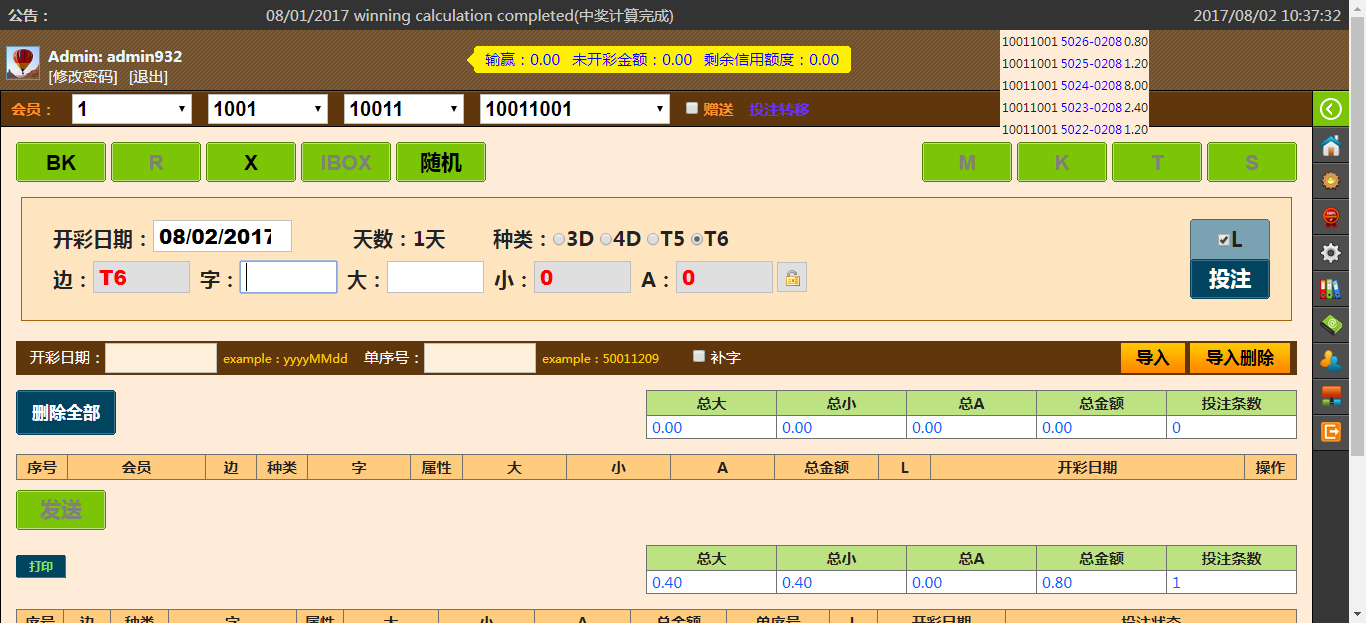 公告： 08/01/2017 winning calculation completed(中奖计算完成) 2017/08/02 10:37:32
Admin: admin932
[修改密码] [退出]
输赢：0.00 未开彩金额：0.00 剩余信用额度：0.00
10011001 5026-0208 0.80
10011001 5025-0208 1.20
10011001 5024-0208 8.00
10011001 5023-0208 2.40
10011001 5022-0208 1.20
会员： 1 1001 10011 10011001 赠送 投注转移
BK R X IBOX 随机 M K T S
开彩日期： 08/02/2017 天数：1天 种类： 3D 4D T5 T6
L
边： T6 字： 大： 小： 0 A： 0
投注
开彩日期： example : yyyyMMdd 单序号： example : 50011209 补字 导入 导入删除
删除全部
总大 总小 总A 总金额 投注条数
0.00 0.00 0.00 0.00 0
序号 会员 边 种类 字 属性 大 小 A 总金额 L 开彩日期 操作
发送
打印
总大 总小 总A 总金额 投注条数
0.40 0.40 0.00 0.80 1
序号 边 种类 字 属性 大 小 A 总金额 单序号 L 开彩日期 投注状态